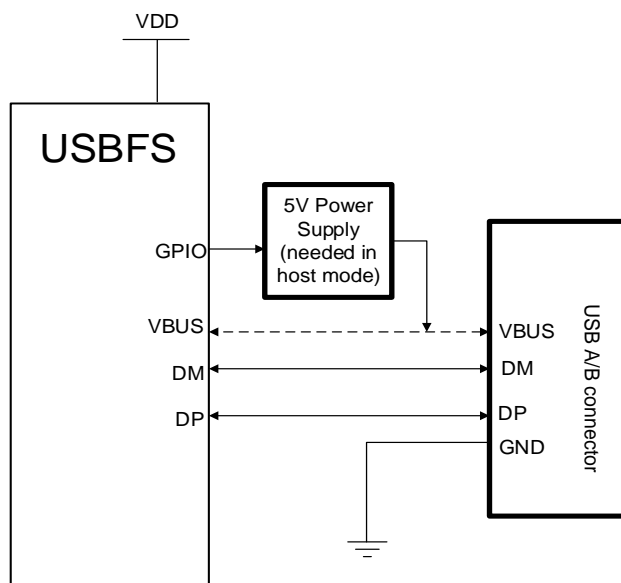 VDD
USBFS
5V Power
Supply
(needed in
host mode)
GPIO
VBUS
VBUS
DM
DM
DP
DP
GND
USB A/B connector